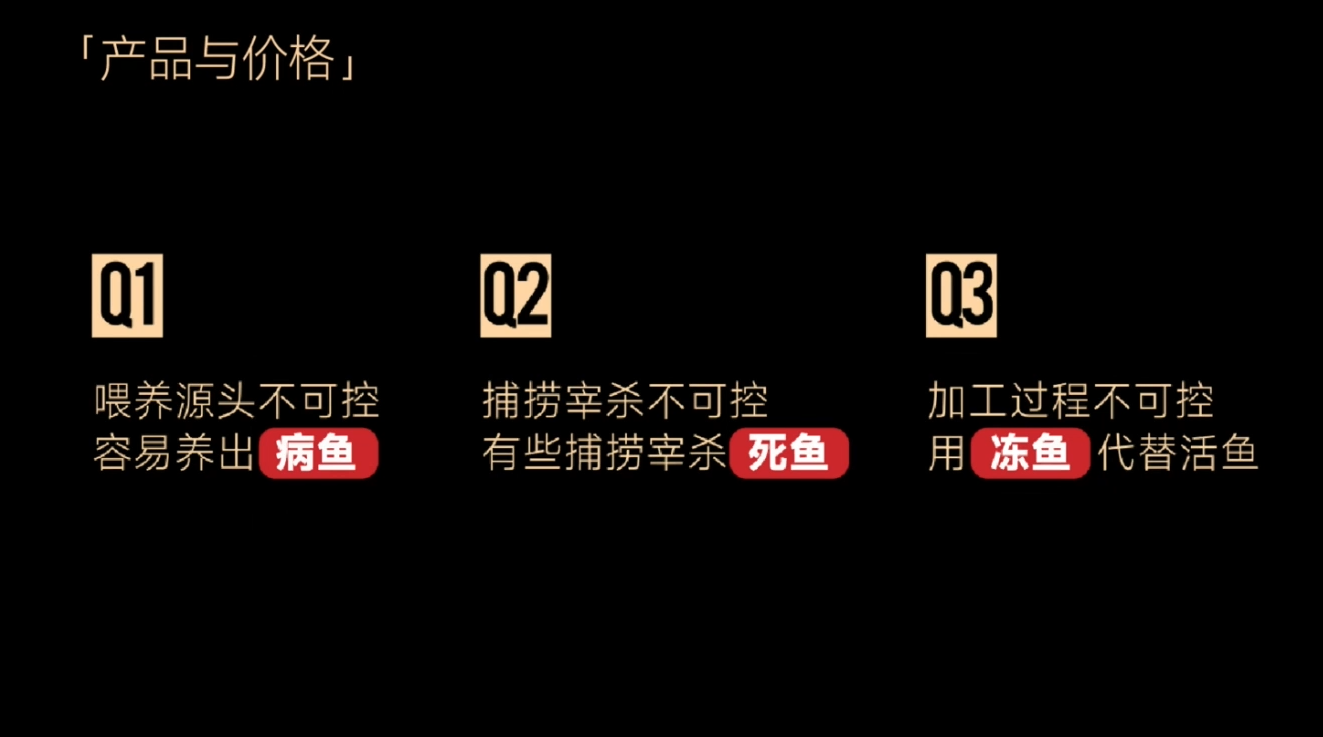 「产品与价格」
Q1
喂养源头不可控
容易养出病鱼
Q2
捕捞宰杀不可控
有些捕捞宰杀死鱼
Q3
加工过程不可控
用冻鱼代替活鱼